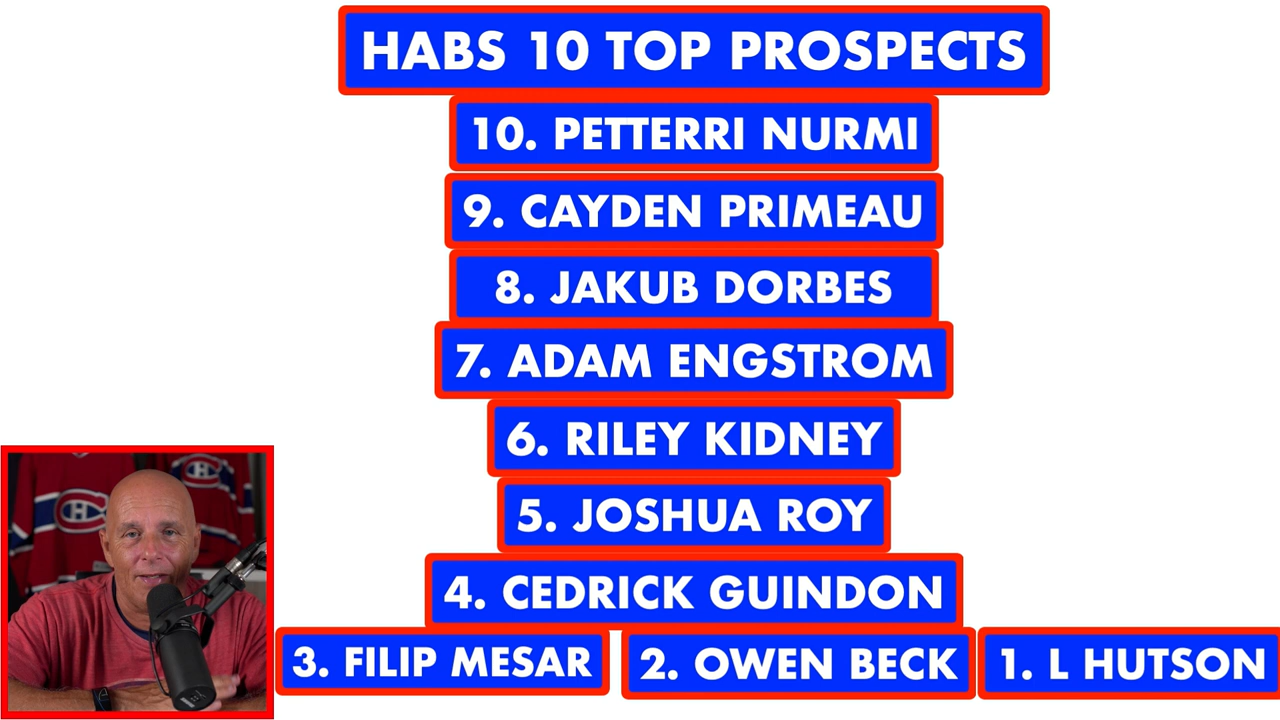 HABS 10 TOP PROSPECTS
10. PETTERRI NURMI
9. CAYDEN PRIMEAU
8. JAKUB DORBES
7. ADAM ENGSTROM
6. RILEY KIDNEY
5. JOSHUA ROY
4. CEDRICK GUINDON
3. FILIP MESAR
2. OWEN BECK
1. L HUTSON